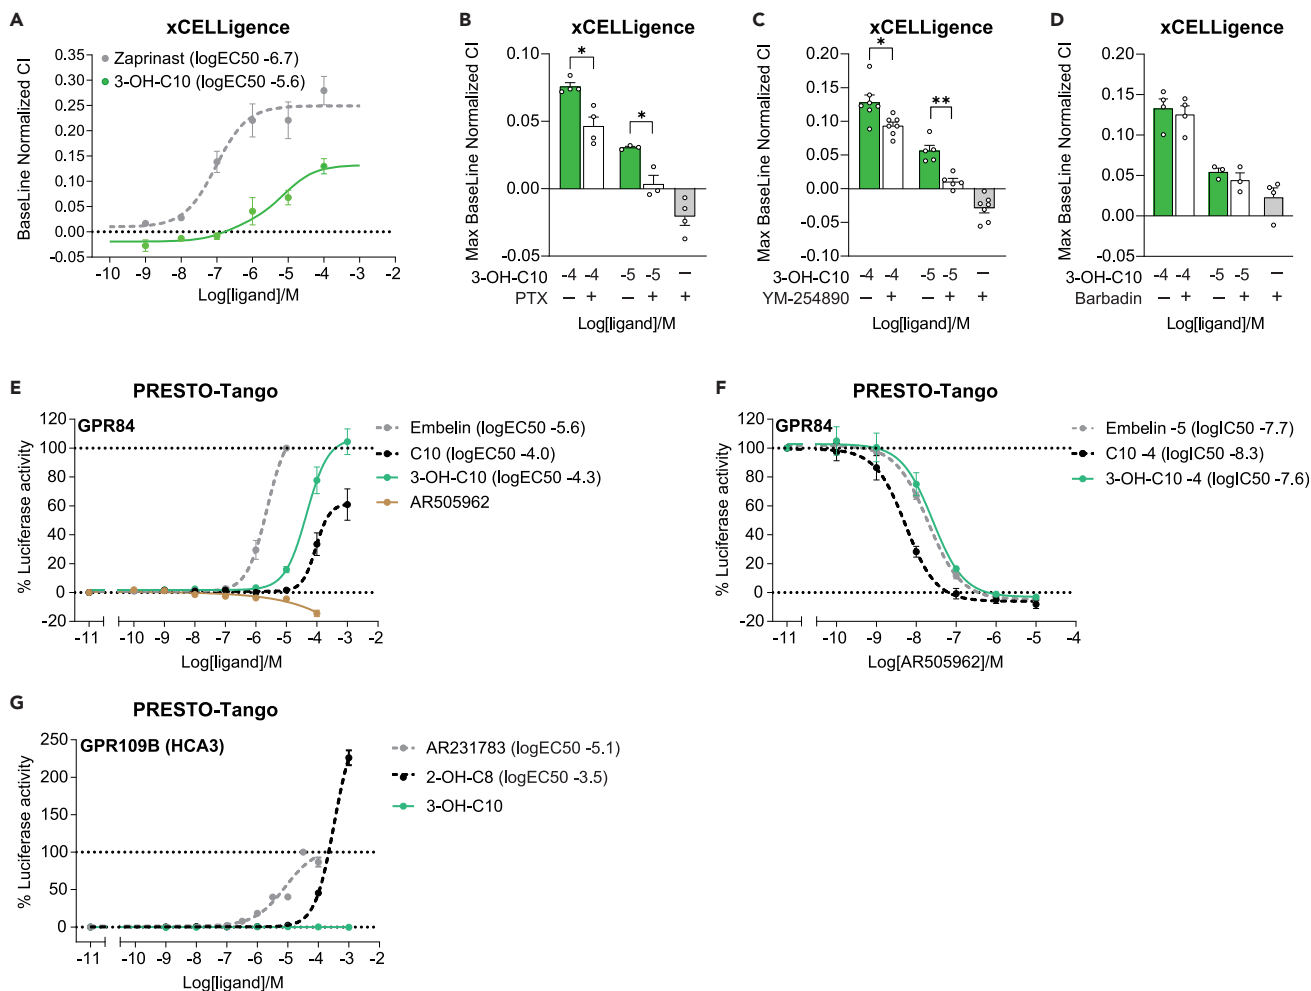 A
xCELLigence
Zaprinast (logEC50 -6.7)
3-OH-C10 (logEC50 -5.6)
BaseLine Normalized CI
0.35
0.30
0.25
0.20
0.15
0.10
0.05
0.00
-0.05
-10 -9 -8 -7 -6 -5 -4 -3 -2
Log[ligand]/M
B
xCELLigence
Max BaseLine Normalized CI
0.10
0.05
0.00
-0.05
* *
3-OH-C10 -4 -4 -5 -5 –
PTX – + – + +
Log[ligand]/M
C
xCELLigence
Max BaseLine Normalized CI
0.20
0.15
0.10
0.05
0.00
-0.05
-0.10
* **
3-OH-C10 -4 -4 -5 -5 –
YM-254890 – + – + +
Log[ligand]/M
D
xCELLigence
Max BaseLine Normalized CI
0.20
0.15
0.10
0.05
0.00
-0.05
3-OH-C10 -4 -4 -5 -5 –
Barbadin – + – + +
Log[ligand]/M
E
PRESTO-Tango
GPR84
% Luciferase activity
120
100
80
60
40
20
0
-20
-11 -10 -9 -8 -7 -6 -5 -4 -3 -2
Log[ligand]/M
Embelin (logEC50 -5.6)
C10 (logEC50 -4.0)
3-OH-C10 (logEC50 -4.3)
AR505962
F
PRESTO-Tango
GPR84
% Luciferase activity
120
100
80
60
40
20
0
-20
-11 -10 -9 -8 -7 -6 -5 -4
Log[AR505962]/M
Embelin -5 (logIC50 -7.7)
C10 -4 (logIC50 -8.3)
3-OH-C10 -4 (logIC50 -7.6)
G
PRESTO-Tango
GPR109B (HCA3)
% Luciferase activity
250
200
150
100
50
0
-11 -10 -9 -8 -7 -6 -5 -4 -3 -2
Log[ligand]/M
AR231783 (logEC50 -5.1)
2-OH-C8 (logEC50 -3.5)
3-OH-C10